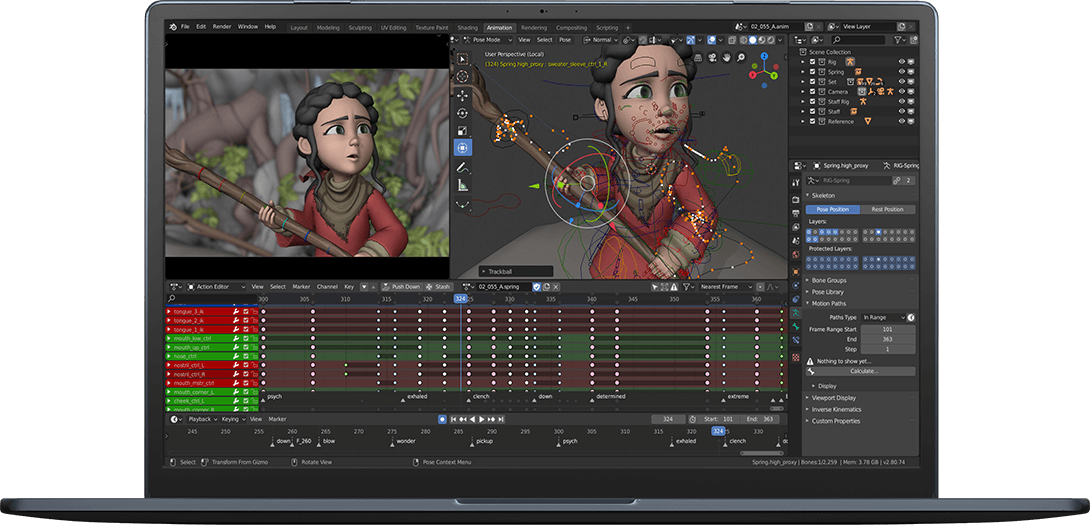 File Edit Render Window Help
Layout Modeling Sculpting UV Editing Texture Paint Shading Animation Rendering Compositing Scripting +
02_055_A.anim
View Layer
Pose Mode View Select Pose Normal
User Perspective (Local)
(324) Spring.high_proxy : sweater_sleeve_ctrl_1_R
Z
Y
X
Trackball
Scene Collection
Rig
Spring
Set
Camera
Staff Rig
Staff
Reference
Spring.high_proxy RIG-Spring
RIG-Spring 2
Skeleton
Pose Position Rest Position
Layers:
Protected Layers:
Bone Groups
Pose Library
Motion Paths
Paths Type In Range
Frame Range Start 101
End 363
Step 1
Nothing to show yet...
Calculate...
Display
Viewport Display
Inverse Kinematics
Custom Properties
Action Editor View Select Marker Channel Key Push Down Stash 02_055_A.spring Nearest Frame
300 305 310 315 320 324 330 335 340 345 350 355 360
tongue_3_ik
tongue_2_ik
tongue_1_ik
mouth_low_ctrl
mouth_up_ctrl
nose_ctrl
nostril_ctrl_L
nostril_ctrl_R
mouth_mstr_ctrl
mouth_corner_L
cheek_ctrl_L
mouth_corner_R
psych exhaled clench down determined extreme
Playback Keying View Marker 324 Start: 101 End: 363
245 250 255 260 265 270 275 280 285 290 295 300 305 310 315 320 324 330
down F_260 blow wonder pickup psych exhaled clench
Select Transform From Gizmo Rotate View Pose Context Menu
Spring.high_proxy | Bones:1/2,259 | Mem: 3.78 GB | v2.80.74